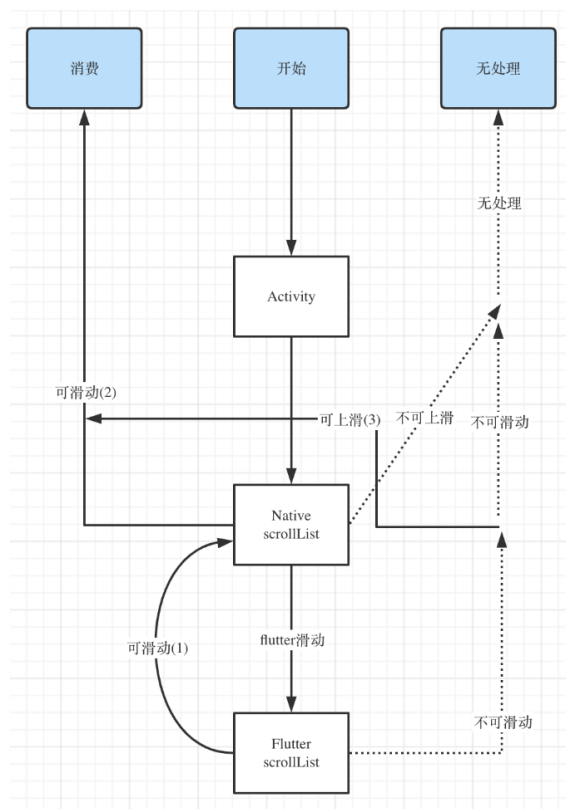 消费
开始
无处理
无处理
Activity
可滑动(2)
可上滑(3)
不可上滑
不可滑动
Native
scrollList
可滑动(1)
flutter滑动
不可滑动
Flutter
scrollList